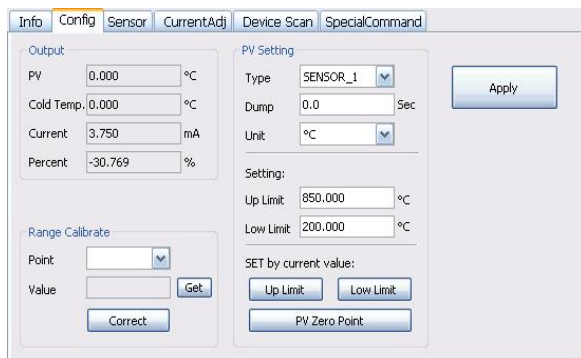 Info Config Sensor CurrentAdj Device Scan SpecialCommand
Output
PV 0.000 °C
Cold Temp. 0.000 °C
Current 3.750 mA
Percent -30.769 %
Range Calibrate
Point
Value Get
Correct
PV Setting
Type SENSOR_1
Dump 0.0 Sec
Unit °C
Setting:
Up Limit 850.000 °C
Low Limit 200.000 °C
SET by current value:
Up Limit Low Limit
PV Zero Point
Apply